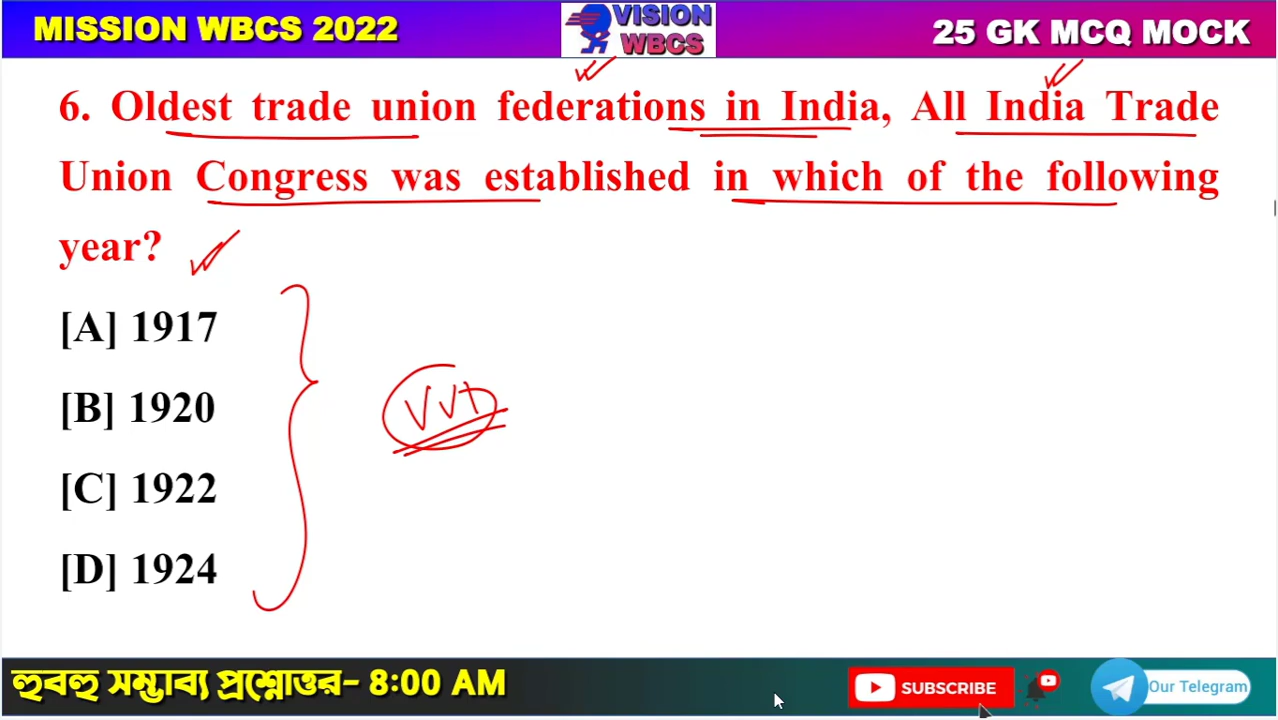 MISSION WBCS 2022
VISION
WBCS
25 GK MCQ MOCK
6. Oldest trade union federations in India, All India Trade
Union Congress was established in which of the following
year?
[A] 1917
[B] 1920
[C] 1922
[D] 1924
হুবহু সম্ভাব্য প্রশ্নোত্তর- 8:00 AM
SUBSCRIBE
Our Telegram